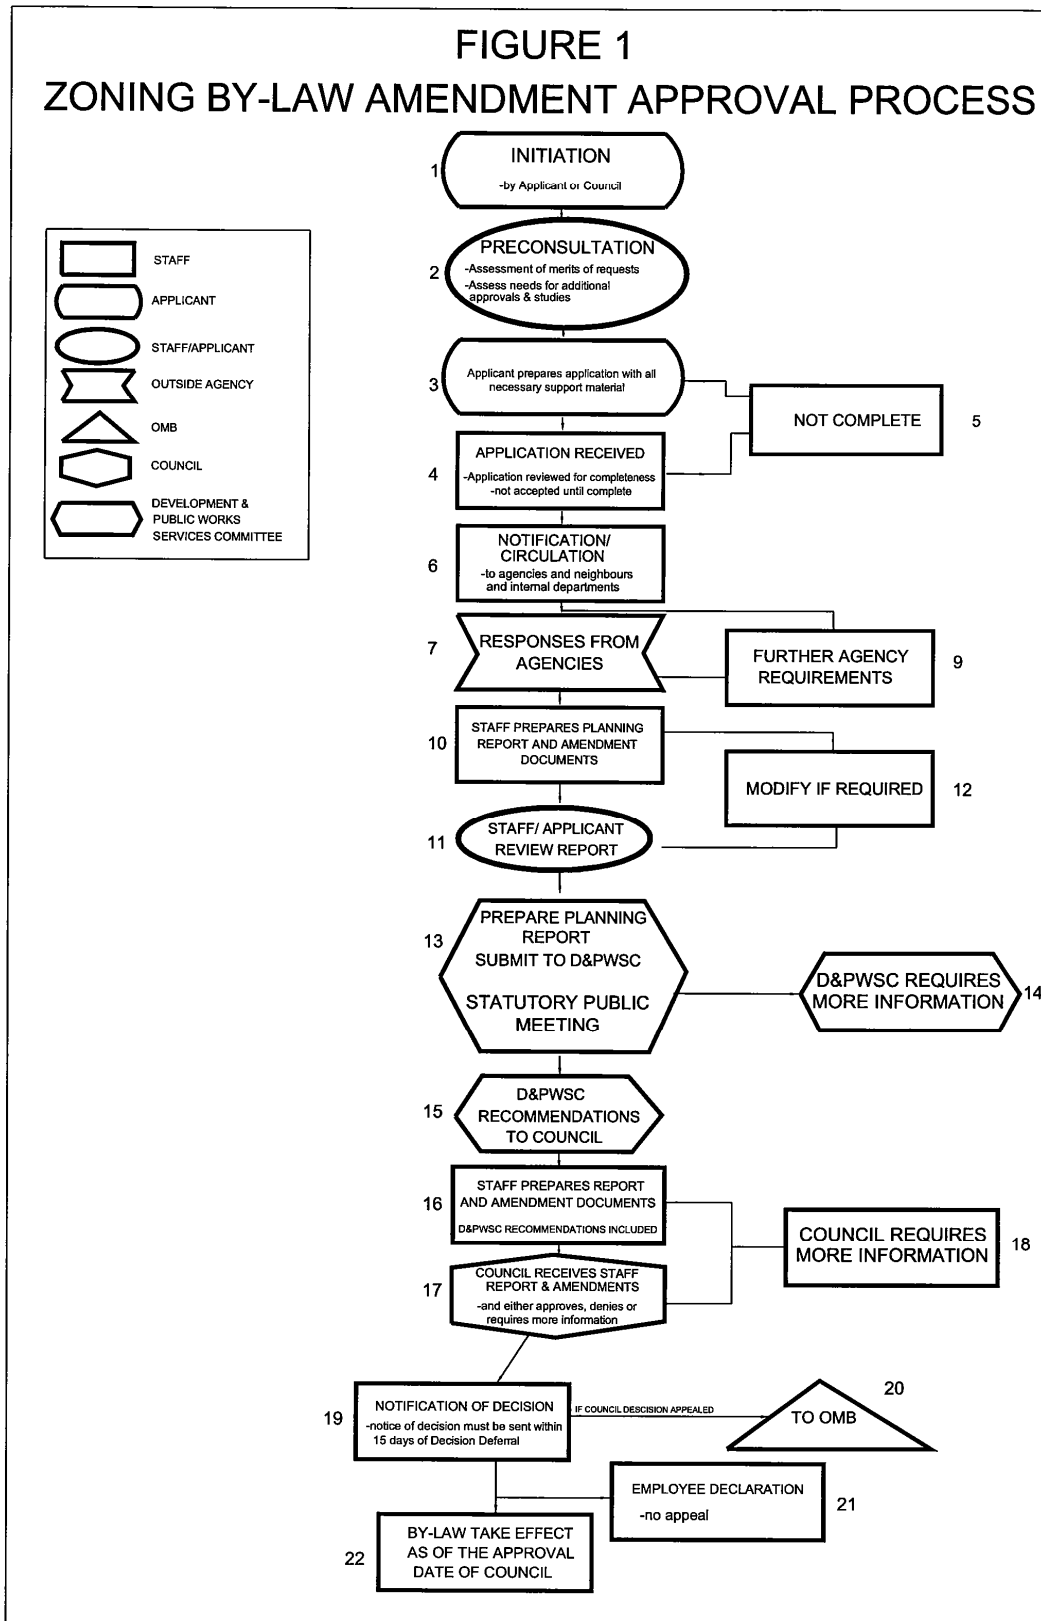 FIGURE 1
ZONING BY-LAW AMENDMENT APPROVAL PROCESS
1
INITIATION
-by Applicant or Council
STAFF
APPLICANT
STAFF/APPLICANT
OUTSIDE AGENCY
OMB
COUNCIL
DEVELOPMENT &
PUBLIC WORKS
SERVICES COMMITTEE
2
PRECONSULTATION
-Assessment of merits of requests
-Assess needs for additional
approvals & studies
3
Applicant prepares application with all
necessary support material
NOT COMPLETE
5
4
APPLICATION RECEIVED
-Application reviewed for completeness
-not accepted until complete
6
NOTIFICATION/
CIRCULATION
-to agencies and neighbours
and internal departments
7
RESPONSES FROM
AGENCIES
FURTHER AGENCY
REQUIREMENTS
9
10
STAFF PREPARES PLANNING
REPORT AND AMENDMENT
DOCUMENTS
MODIFY IF REQUIRED
12
11
STAFF/ APPLICANT
REVIEW REPORT
13
PREPARE PLANNING
REPORT
SUBMIT TO D&PWSC
STATUTORY PUBLIC
MEETING
D&PWSC REQUIRES
MORE INFORMATION
14
15
D&PWSC
RECOMMENDATIONS
TO COUNCIL
16
STAFF PREPARES REPORT
AND AMENDMENT DOCUMENTS
D&PWSC RECOMMENDATIONS INCLUDED
COUNCIL REQUIRES
MORE INFORMATION
18
17
COUNCIL RECEIVES STAFF
REPORT & AMENDMENTS
-and either approves, denies or
requires more information
19
NOTIFICATION OF DECISION
-notice of decision must be sent within
15 days of Decision Deferral
IF COUNCIL DESCISION APPEALED
TO OMB
20
EMPLOYEE DECLARATION
-no appeal
21
22
BY-LAW TAKE EFFECT
AS OF THE APPROVAL
DATE OF COUNCIL